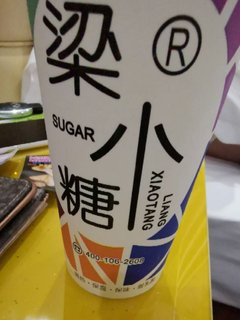 梁小糖
®
SUGAR
LIANG
XIAOTANG
400-106-2608